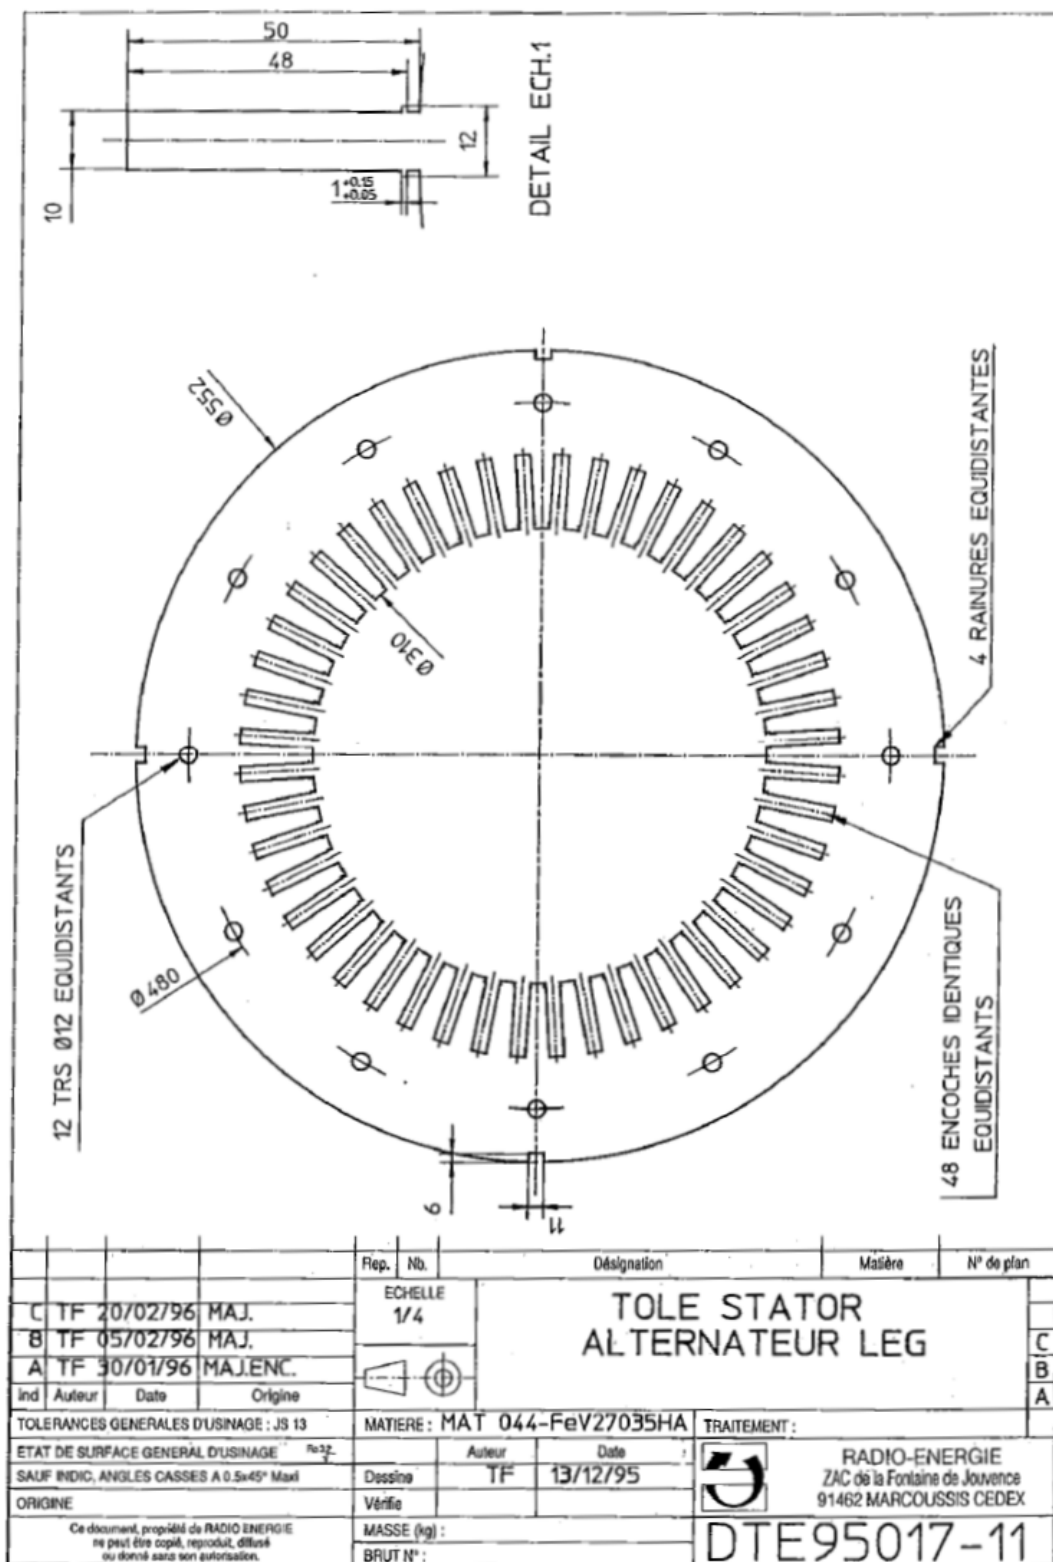 50
48
12
10
1 +0.15 +0.05
DETAIL ECH.1
Ø552
Ø310
Ø480
4 RAINURES EQUIDISTANTES
12 TRS Ø12 EQUIDISTANTS
48 ENCOCHES IDENTIQUES
EQUIDISTANTS
6
11
Rep. Nb. Désignation Matière N° de plan
ECHELLE
1/4
TOLE STATOR
ALTERNATEUR LEG
C TF 20/02/96 MAJ.
B TF 05/02/96 MAJ.
A TF 30/01/96 MAJ.ENC.
Ind Auteur Date Origine
C
B
A
TOLERANCES GENERALES D'USINAGE : JS 13
MATIERE : MAT 044-FeV27035HA
TRAITEMENT :
ETAT DE SURFACE GENERAL D'USINAGE
SAUF INDIC, ANGLES CASSES A 0.5x45° Maxi
ORIGINE
Auteur Date
Dessine TF 13/12/95
Vérifie
RADIO-ENERGIE
ZAC de la Fontaine de Jouvence
91462 MARCOUSSIS CEDEX
Ce document, propriété de RADIO ENERGIE
ne peut être copié, reproduit, diffusé
ou donné sans son autorisation.
MASSE (kg) :
BRUT N° :
DTE95017-11